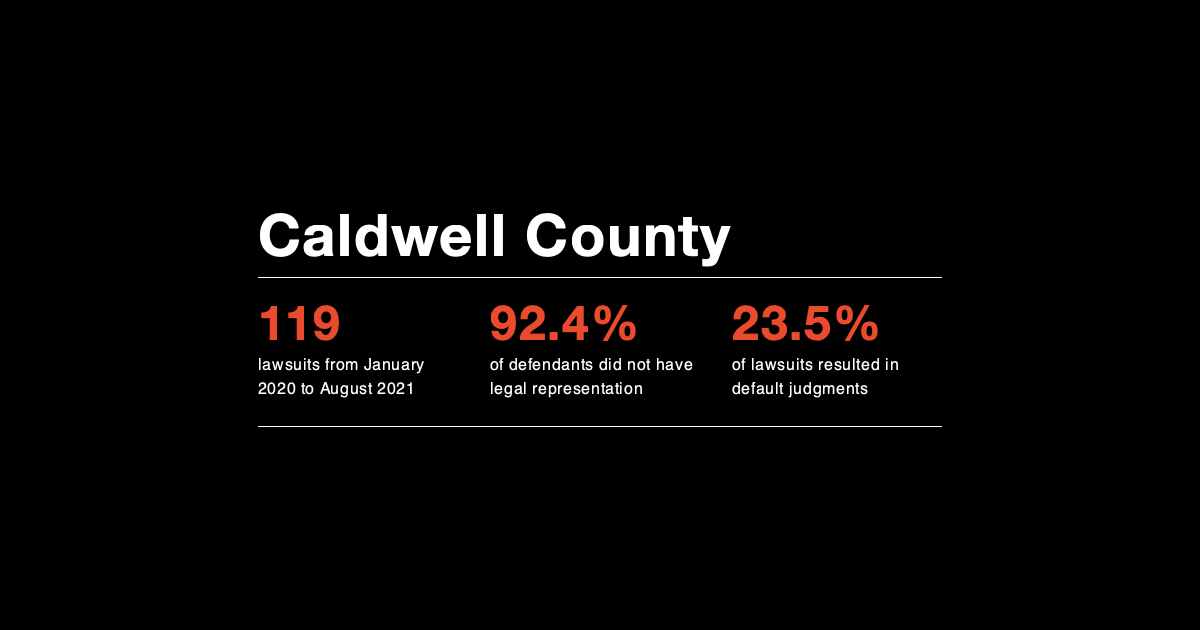 Caldwell County
119
lawsuits from January
2020 to August 2021
92.4%
of defendants did not have
legal representation
23.5%
of lawsuits resulted in
default judgments